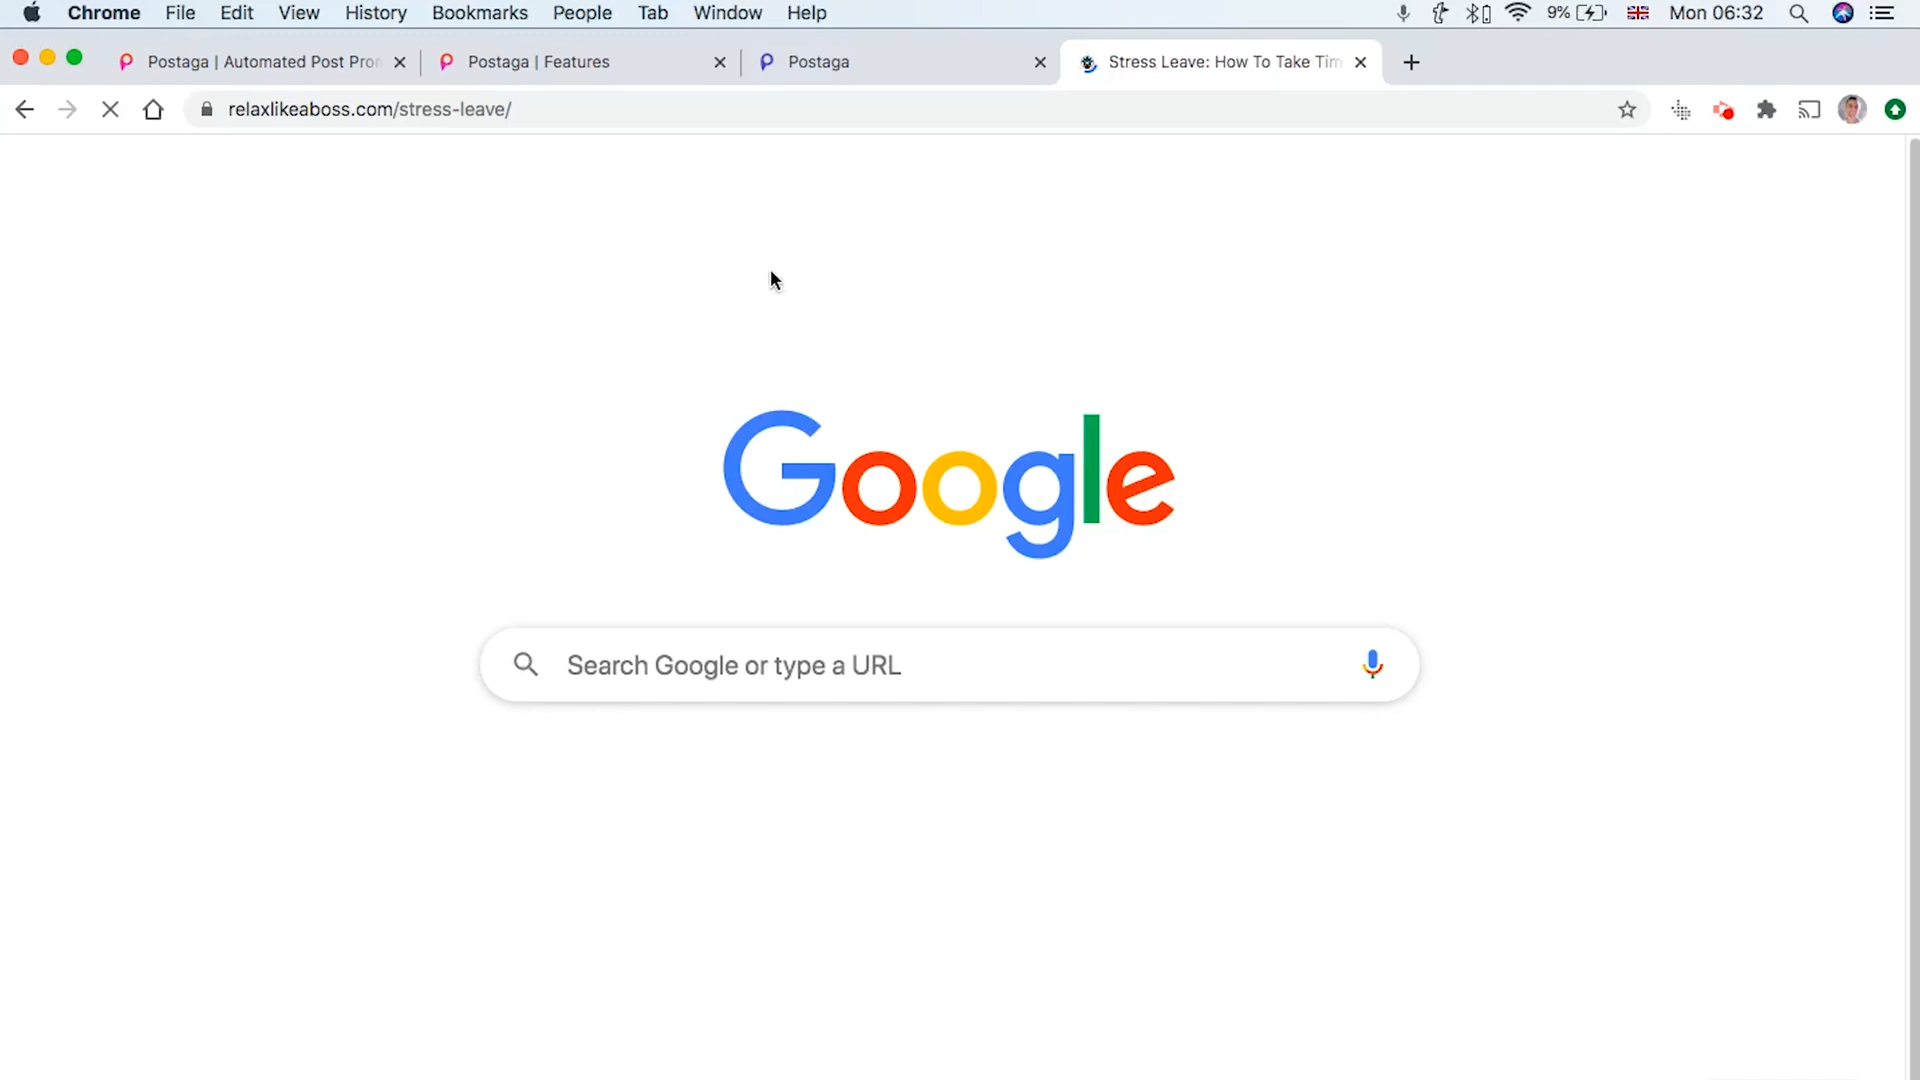 Chrome File Edit View History Bookmarks People Tab Window Help 9% Mon 06:32
Postaga | Automated Post Pro Postaga | Features Postaga Stress Leave: How To Take Tim
relaxlikeaboss.com/stress-leave/
Google
Search Google or type a URL